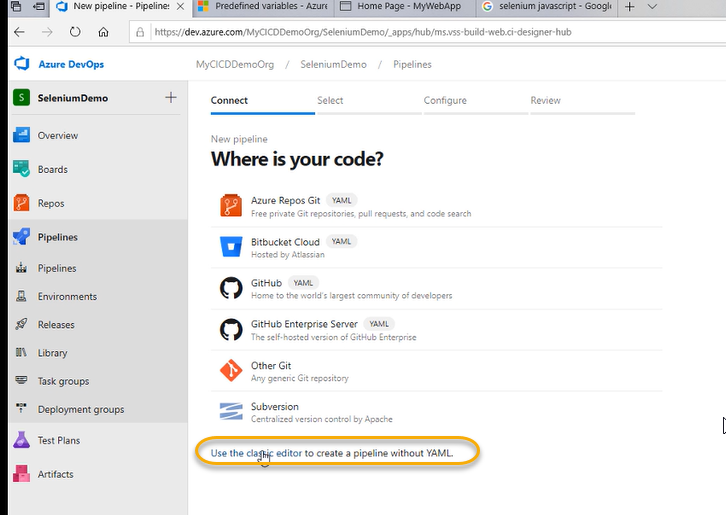 New pipeline - Pipelines
Predefined variables - Azure
Home Page - MyWebApp
selenium javascript - Googl
https://dev.azure.com/MyCICDDemoOrg/SeleniumDemo/_apps/hub/ms.vss-build-web.ci-designer-hub
Azure DevOps
MyCICDDemoOrg / SeleniumDemo / Pipelines
S SeleniumDemo +
Overview
Boards
Repos
Pipelines
Pipelines
Environments
Releases
Library
Task groups
Deployment groups
Test Plans
Artifacts
Connect Select Configure Review
New pipeline
Where is your code?
Azure Repos Git YAML
Free private Git repositories, pull requests, and code search
Bitbucket Cloud YAML
Hosted by Atlassian
GitHub YAML
Home to the world's largest community of developers
GitHub Enterprise Server YAML
The self-hosted version of GitHub Enterprise
Other Git
Any generic Git repository
Subversion
Centralized version control by Apache
Use the classic editor to create a pipeline without YAML.